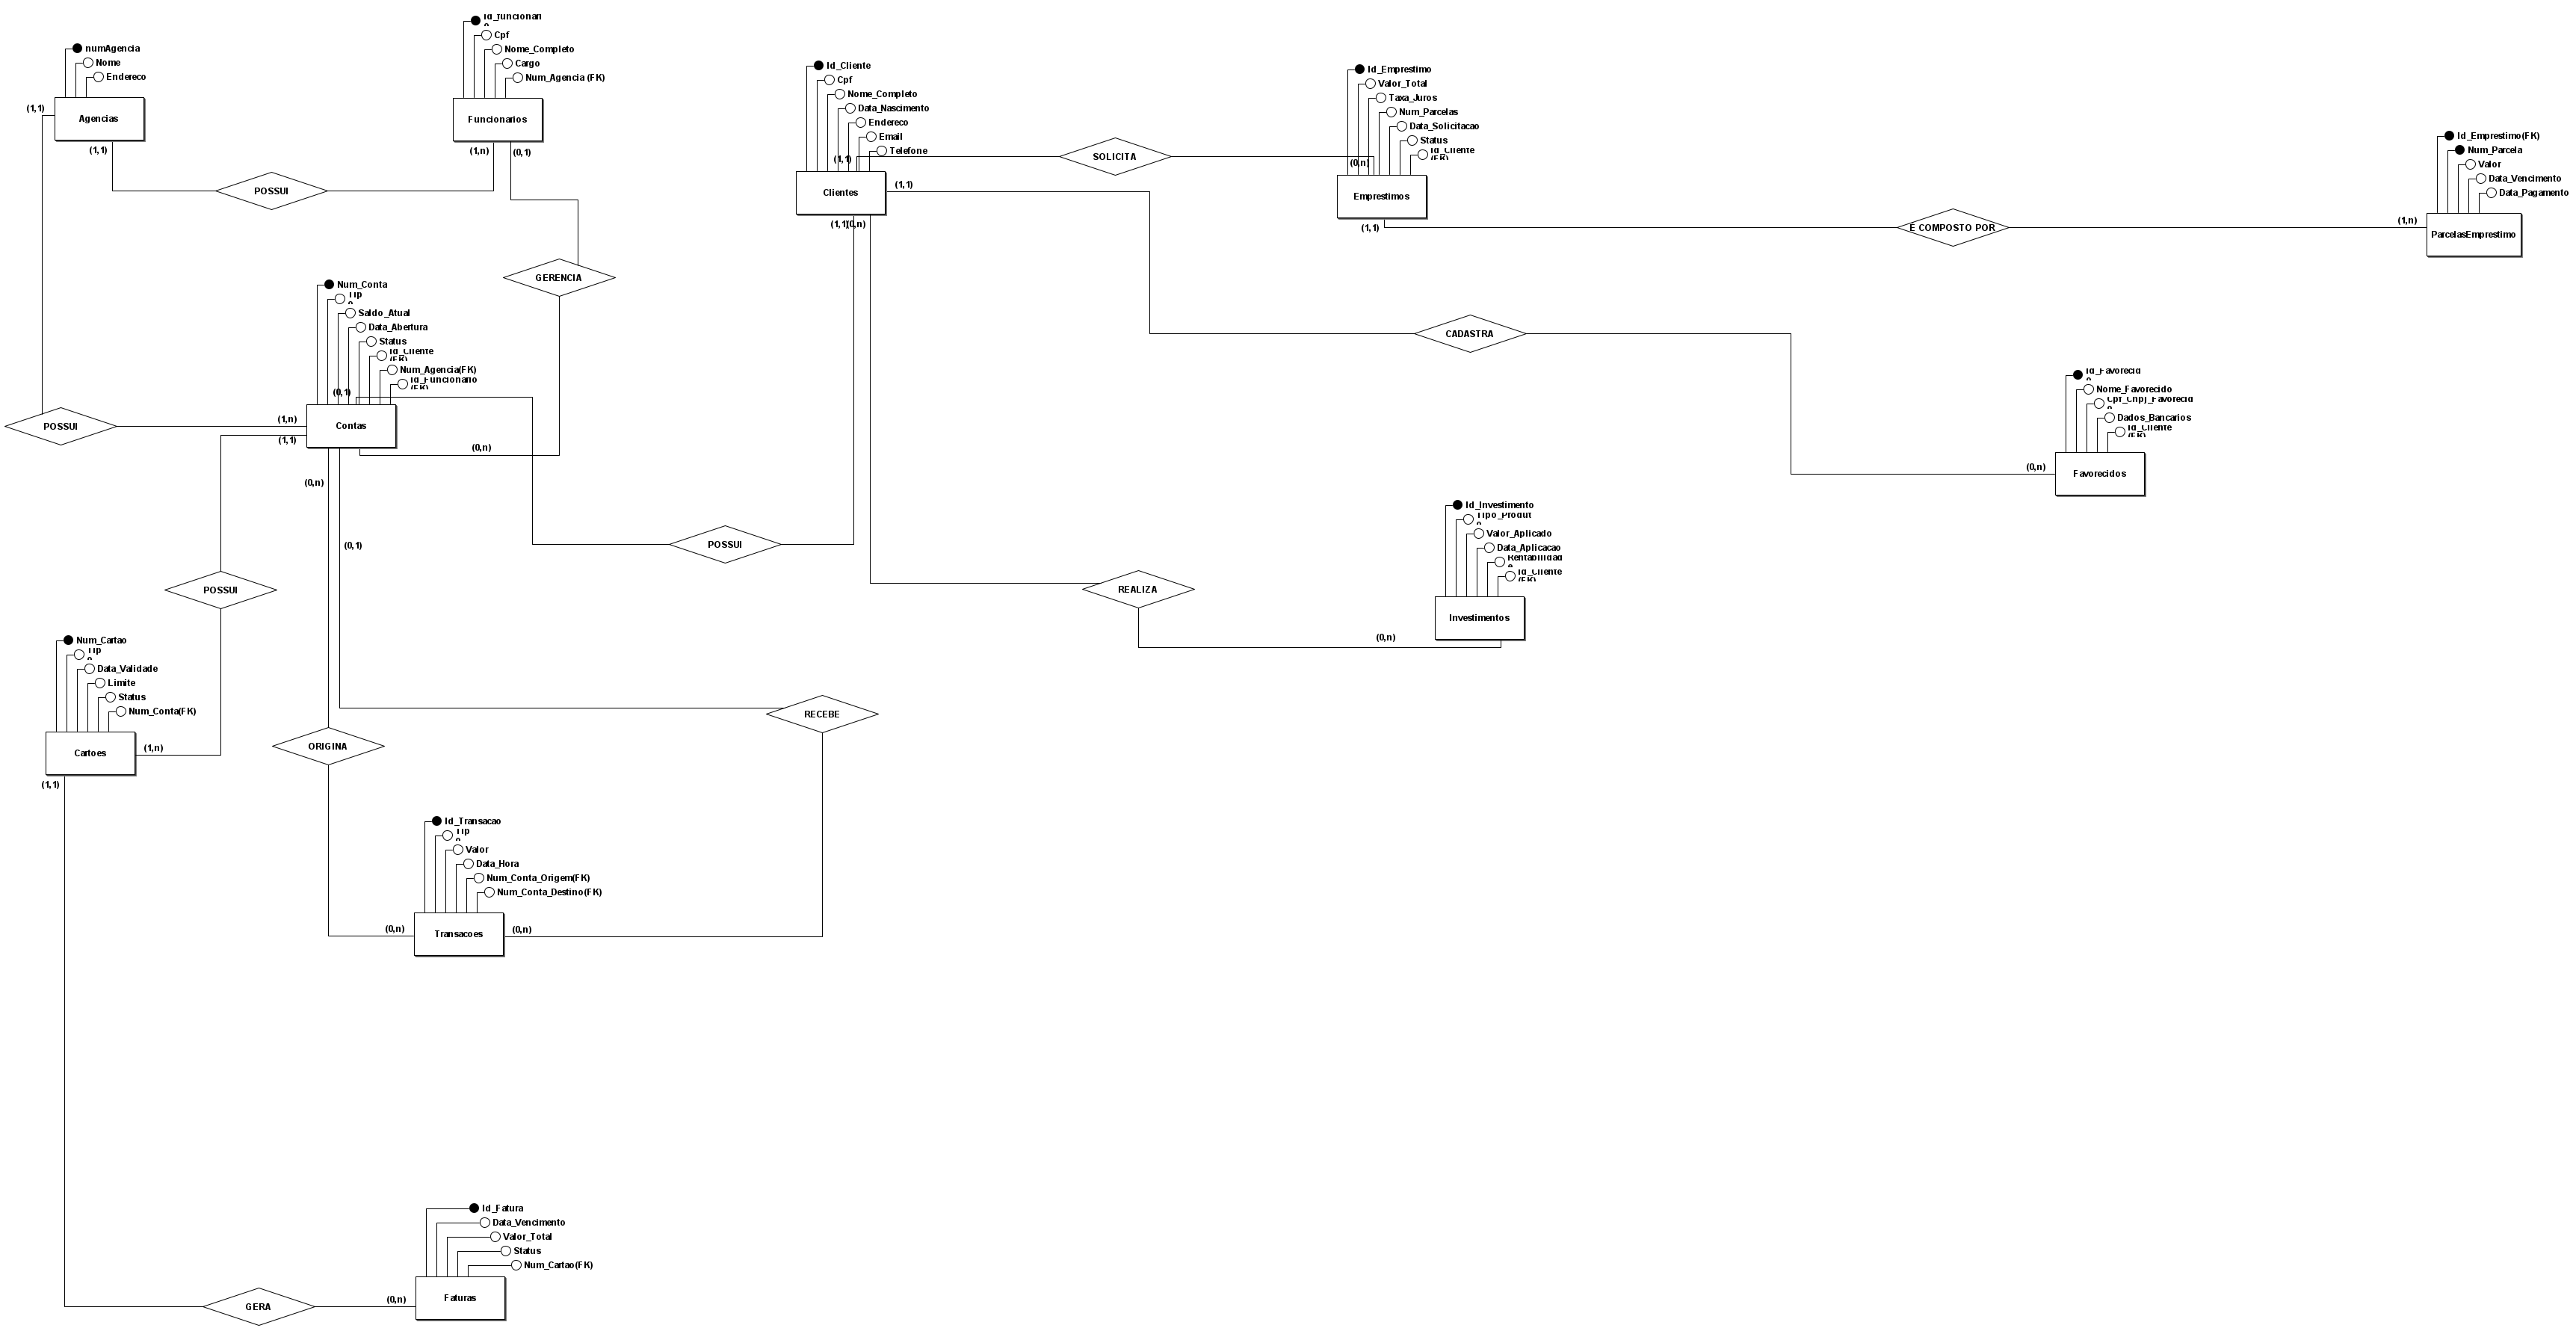 numAgencia
Nome
Endereco
(1,1)
Agencias
(1,1)
Id_funcionari
o
Cpf
Nome_Completo
Cargo
Num_Agencia (FK)
Funcionarios
(1,n)
(0,1)
POSSUI
GERENCIA
Id_Cliente
Cpf
Nome_Completo
Data_Nascimento
Endereco
Email
Telefone
(1,1)
Clientes
(1,1)
(1,1)
(0,n)
SOLICITA
Id_Emprestimo
Valor_Total
Taxa_Juros
Num_Parcelas
Data_Solicitacao
Status
Id_Cliente
(FK)
(0,n)
Emprestimos
(1,1)
E COMPOSTO POR
Id_Emprestimo(FK)
Num_Parcela
Valor
Data_Vencimento
Data_Pagamento
(1,n)
ParcelasEmprestimo
CADASTRA
Num_Conta
Tip
o
Saldo_Atual
Data_Abertura
Status
Id_Cliente
(FK)
Num_Agencia(FK)
Id_Funcionario
(FK)
(0,1)
(1,n)
Contas
(1,1)
(0,n)
(0,n)
(0,1)
POSSUI
Id_Favorecid
o
Nome_Favorecido
Cpf_Cnpj_Favorecid
o
Dados_Bancarios
Id_Cliente
(FK)
(0,n)
Favorecidos
POSSUI
POSSUI
REALIZA
Id_Investimento
Tipo_Produt
o
Valor_Aplicado
Data_Aplicacao
Rentabilidad
e
Id_Cliente
(FK)
Investimentos
(0,n)
Num_Cartao
Tip
o
Data_Validade
Limite
Status
Num_Conta(FK)
Cartoes
(1,n)
(1,1)
ORIGINA
RECEBE
Id_Transacao
Tip
o
Valor
Data_Hora
Num_Conta_Origem(FK)
Num_Conta_Destino(FK)
(0,n)
Transacoes
(0,n)
Id_Fatura
Data_Vencimento
Valor_Total
Status
Num_Cartao(FK)
GERA
(0,n)
Faturas